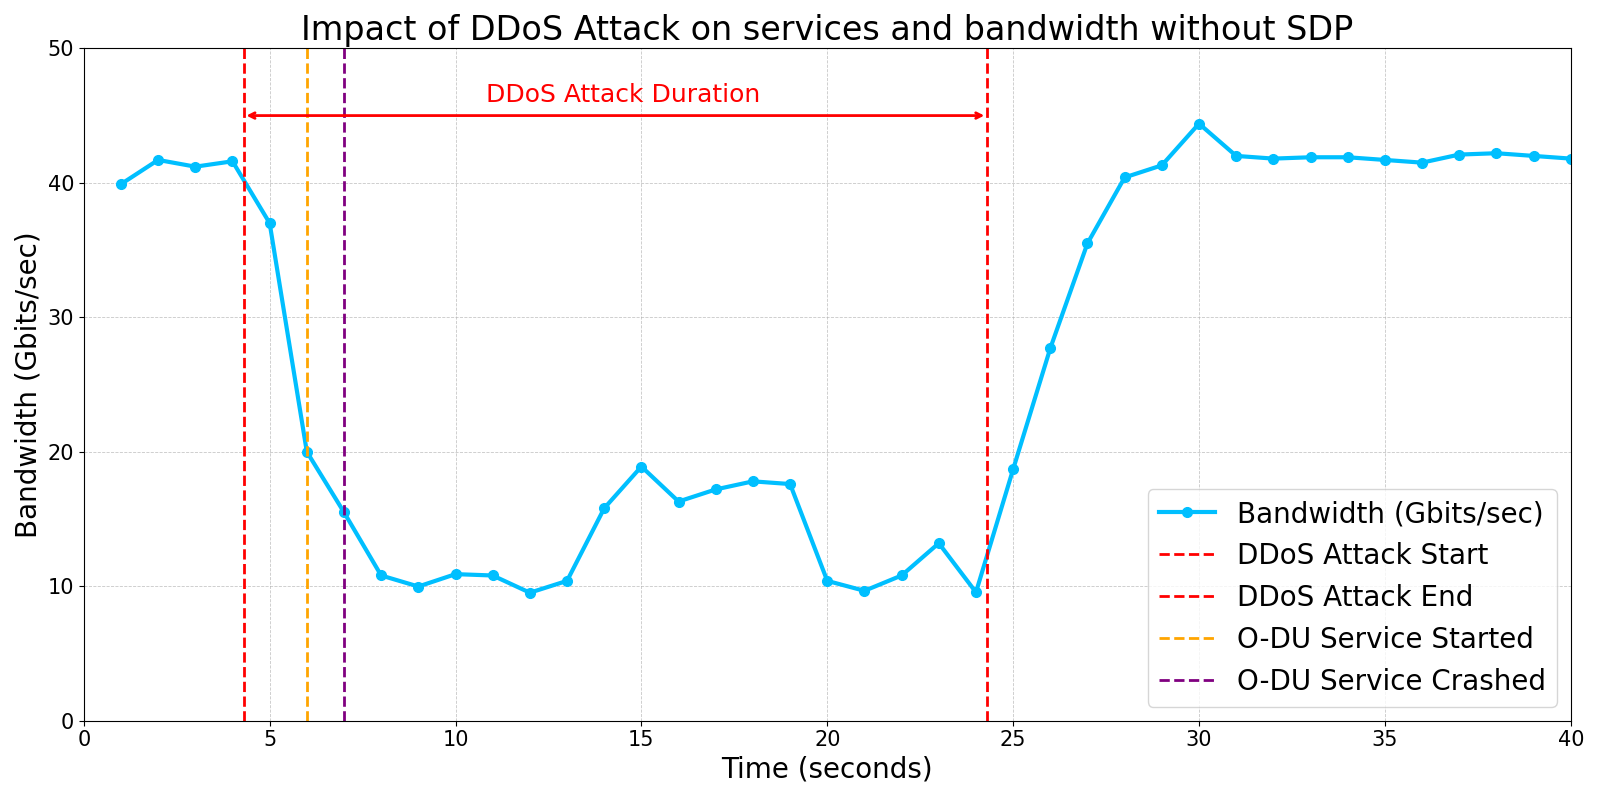 Impact of DDoS Attack on services and bandwidth without SDP
50
40
30
20
10
0
Bandwidth (Gbits/sec)
DDoS Attack Duration
Bandwidth (Gbits/sec)
DDoS Attack Start
DDoS Attack End
O-DU Service Started
O-DU Service Crashed
0 5 10 15 20 25 30 35 40
Time (seconds)